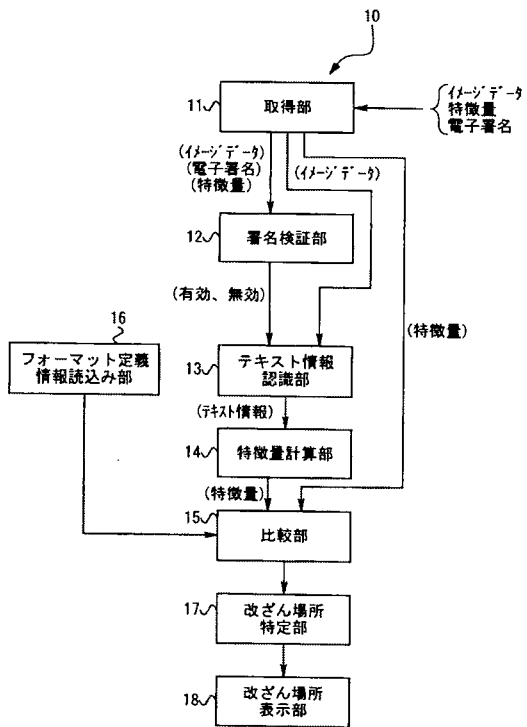 10
イメージデータ
特徴量
電子署名
11
取得部
(イメージデータ)
(電子署名)
(特徴量)
(イメージデータ)
12
署名検証部
(有効、無効)
(特徴量)
16
フォーマット定義
情報読込み部
13
テキスト情報
認識部
(テキスト情報)
14
特徴量計算部
(特徴量)
15
比較部
17
改ざん場所
特定部
18
改ざん場所
表示部